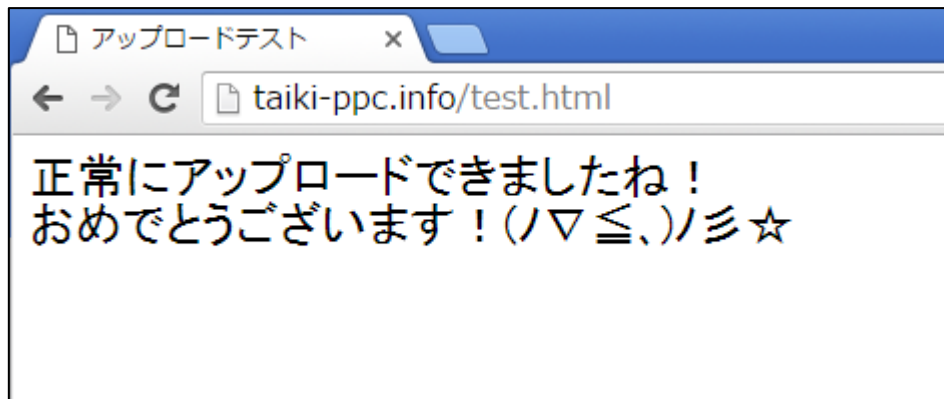 アップロードテスト
taiki-ppc.info/test.html
正常にアップロードできましたね！
おめでとうございます！(ノ▽≦､)ノ彡☆